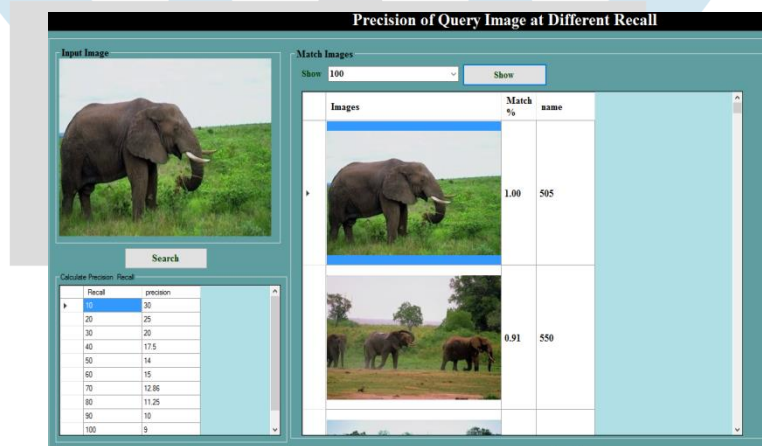 Precision of Query Image at Different Recall
Input Image
Search
Calculate Precision Recall
Recall precision
10 30
20 25
30 20
40 17.5
50 14
60 15
70 12.86
80 11.25
90 10
100 9
Match Images
Show 100 Show
Images Match % name
1.00 505
0.91 550